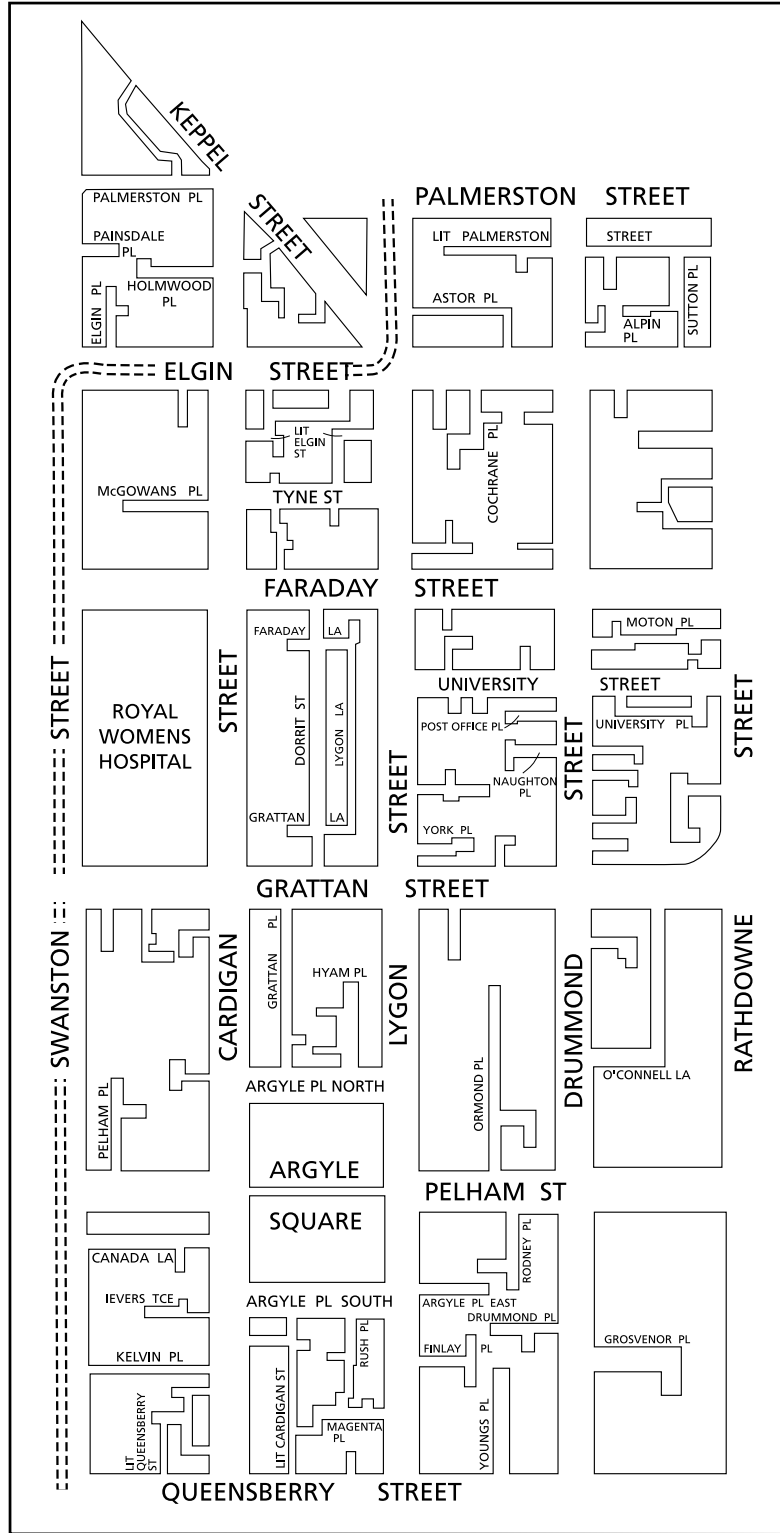 KEPPEL
STREET
PALMERSTON STREET
PALMERSTON PL
PAINSDALE
PL
HOLMWOOD
PL
ELGIN PL
LIT PALMERSTON
STREET
ASTOR PL
ALPIN
PL
SUTTON PL
ELGIN STREET
LIT
ELGIN
ST
COCHRANE PL
McGOWANS PL
TYNE ST
FARADAY STREET
FARADAY LA
MOTON PL
UNIVERSITY STREET
ROYAL
WOMENS
HOSPITAL
DORRIT ST
LYGON LA
POST OFFICE PL
UNIVERSITY PL
NAUGHTON
PL
GRATTAN LA
YORK PL
GRATTAN STREET
SWANSTON STREET
CARDIGAN STREET
LYGON STREET
DRUMMOND STREET
RATHDOWNE STREET
GRATTAN PL
HYAM PL
ORMOND PL
O'CONNELL LA
PELHAM PL
ARGYLE PL NORTH
ARGYLE
SQUARE
PELHAM ST
CANADA LA
IEVERS TCE
KELVIN PL
ARGYLE PL SOUTH
RODNEY PL
ARGYLE PL EAST
DRUMMOND PL
FINLAY PL
GROSVENOR PL
RUSH PL
LIT CARDIGAN ST
MAGENTA
PL
YOUNGS PL
LIT
QUEENSBERRY
ST
QUEENSBERRY STREET